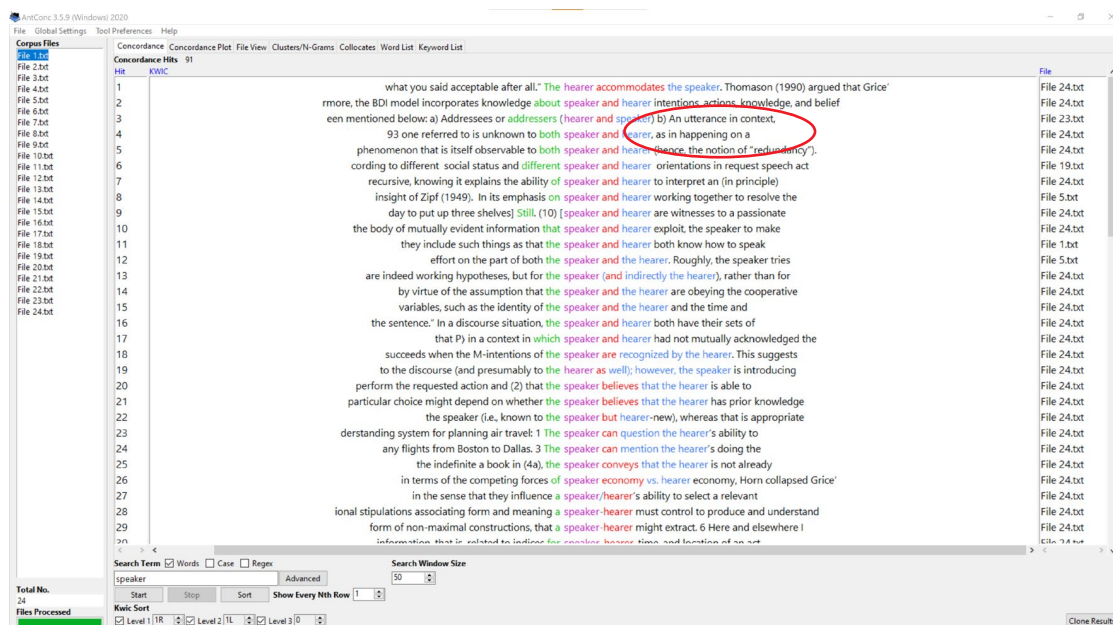 AntConc 3.5.9 (Windows) 2020
File Global Settings Tool Preferences Help
Corpus Files
File 1.txt
File 2.txt
File 3.txt
File 4.txt
File 5.txt
File 6.txt
File 7.txt
File 8.txt
File 9.txt
File 10.txt
File 11.txt
File 12.txt
File 13.txt
File 14.txt
File 15.txt
File 16.txt
File 17.txt
File 18.txt
File 19.txt
File 20.txt
File 21.txt
File 22.txt
File 23.txt
File 24.txt
Total No.
24
Files Processed
Concordance Concordance Plot File View Clusters/N-Grams Collocates Word List Keyword List
Concordance Hits 91
Hit KWIC File
1 what you said acceptable after all." The hearer accommodates the speaker. Thomason (1990) argued that Grice' File 24.txt
2 rmore, the BDI model incorporates knowledge about speaker and hearer intentions, actions, knowledge, and belief File 24.txt
3 een mentioned below: a) Addressees or addressers (hearer and speaker) b) An utterance in context, File 23.txt
4 93 one referred to is unknown to both speaker and hearer, as in happening on a File 24.txt
5 phenomenon that is itself observable to both speaker and hearer (hence, the notion of "redundancy"). File 24.txt
6 cording to different social status and different speaker and hearer orientations in request speech act File 19.txt
7 recursive, knowing it explains the ability of speaker and hearer to interpret an (in principle) File 24.txt
8 insight of Zipf (1949). In its emphasis on speaker and hearer working together to resolve the File 5.txt
9 day to put up three shelves] Still. (10) [speaker and hearer are witnesses to a passionate File 24.txt
10 the body of mutually evident information that speaker and hearer exploit, the speaker to make File 24.txt
11 they include such things as that the speaker and hearer both know how to speak File 1.txt
12 effort on the part of both the speaker and the hearer. Roughly, the speaker tries File 5.txt
13 are indeed working hypotheses, but for the speaker (and indirectly the hearer), rather than for File 24.txt
14 by virtue of the assumption that the speaker and the hearer are obeying the cooperative File 24.txt
15 variables, such as the identity of the speaker and the hearer and the time and File 24.txt
16 the sentence." In a discourse situation, the speaker and hearer both have their sets of File 24.txt
17 that P) in a context in which speaker and hearer had not mutually acknowledged the File 24.txt
18 succeeds when the M-intentions of the speaker are recognized by the hearer. This suggests File 24.txt
19 to the discourse (and presumably to the hearer as well); however, the speaker is introducing File 24.txt
20 perform the requested action and (2) that the speaker believes that the hearer is able to File 24.txt
21 particular choice might depend on whether the speaker believes that the hearer has prior knowledge File 24.txt
22 the speaker (i.e., known to the speaker but hearer-new), whereas that is appropriate File 24.txt
23 derstanding system for planning air travel: 1 The speaker can question the hearer's ability to File 24.txt
24 any flights from Boston to Dallas. 3 The speaker can mention the hearer's doing the File 24.txt
25 the indefinite a book in (4a), the speaker conveys that the hearer is not already File 24.txt
26 in terms of the competing forces of speaker economy vs. hearer economy, Horn collapsed Grice' File 24.txt
27 in the sense that they influence a speaker/hearer's ability to select a relevant File 24.txt
28 ional stipulations associating form and meaning a speaker-hearer must control to produce and understand File 24.txt
29 form of non-maximal constructions, that a speaker-hearer might extract. 6 Here and elsewhere I File 24.txt
30 information, that is, related to indices for speaker, hearer, time, and location of an act File 24.txt
Search Term Words Case Regex Search Window Size
speaker Advanced 50
Start Stop Sort Show Every Nth Row 1
Kwic Sort
Level 1 1R Level 2 1L Level 3 0 Clone Result